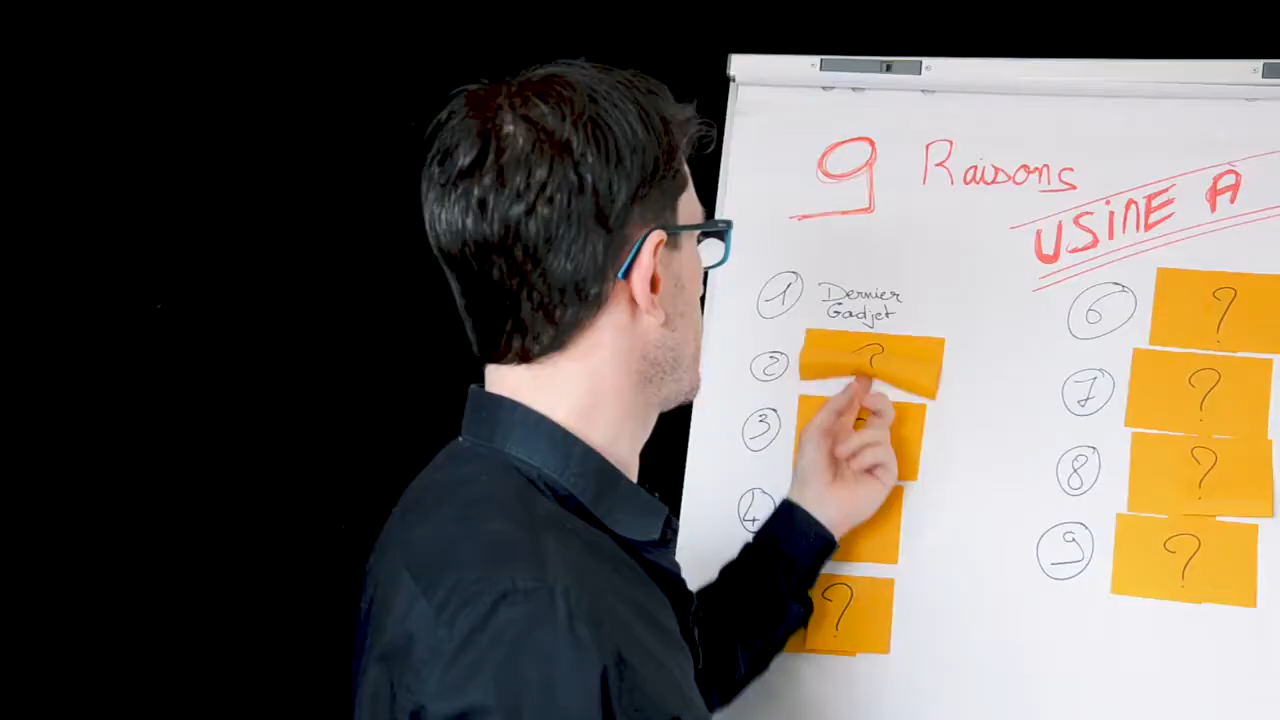 9 Raisons
USINE À
1 Dernier
Gadjet
2 ?
3
4
?
6 ?
7 ?
8 ?
9 ?